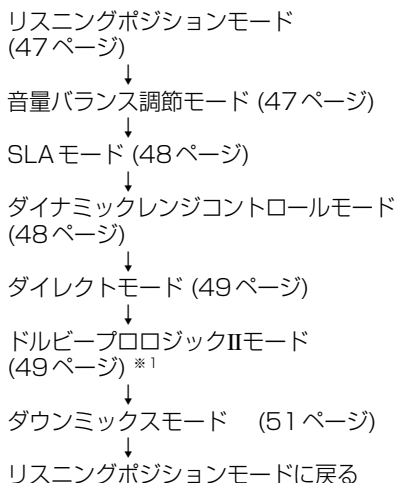 リスニングポジションモード
(47ページ)
↓
音量バランス調節モード (47ページ)
↓
SLAモード (48ページ)
↓
ダイナミックレンジコントロールモード
(48ページ)
↓
ダイレクトモード (49ページ)
↓
ドルビープロロジックIIモード
(49ページ) ※1
↓
ダウンミックスモード (51ページ)
↓
リスニングポジションモードに戻る